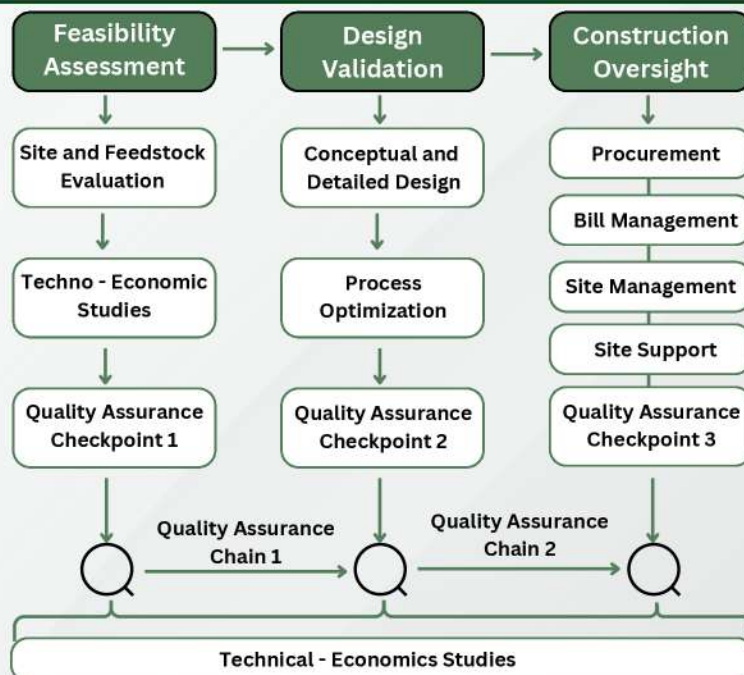 Feasibility
Assessment
Design
Validation
Construction
Oversight
Site and Feedstock
Evaluation
Conceptual and
Detailed Design
Procurement
Bill Management
Techno - Economic
Studies
Process
Optimization
Site Management
Site Support
Quality Assurance
Checkpoint 1
Quality Assurance
Checkpoint 2
Quality Assurance
Checkpoint 3
Quality Assurance
Chain 1
Quality Assurance
Chain 2
Technical - Economics Studies